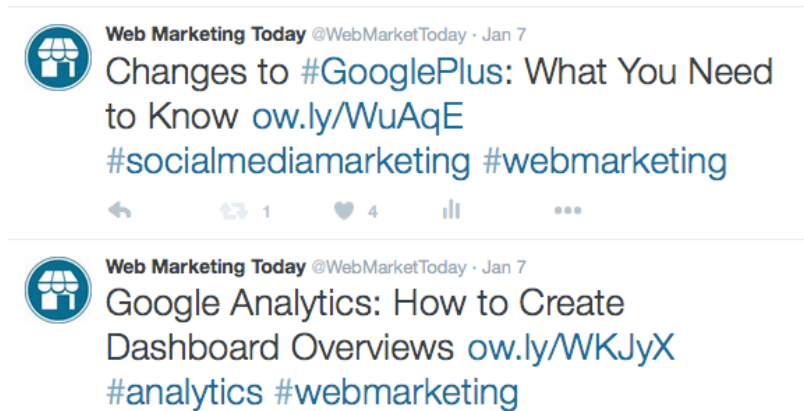 Web Marketing Today @WebMarketToday · Jan 7
Changes to #GooglePlus: What You Need
to Know ow.ly/WuAqE
#socialmediamarketing #webmarketing
1 4
Web Marketing Today @WebMarketToday · Jan 7
Google Analytics: How to Create
Dashboard Overviews ow.ly/WKJyX
#analytics #webmarketing